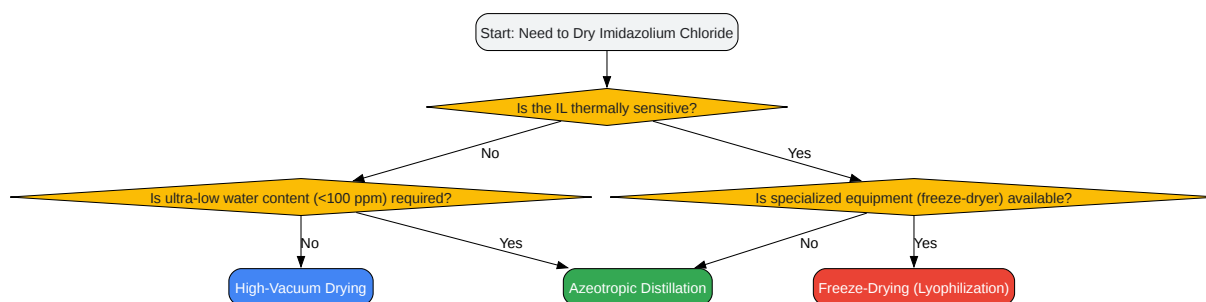 Start: Need to Dry Imidazolium Chloride
Is the IL thermally sensitive?
No
Yes
Is ultra-low water content (<100 ppm) required?
Is specialized equipment (freeze-dryer) available?
No
Yes
No
Yes
High-Vacuum Drying
Azeotropic Distillation
Freeze-Drying (Lyophilization)